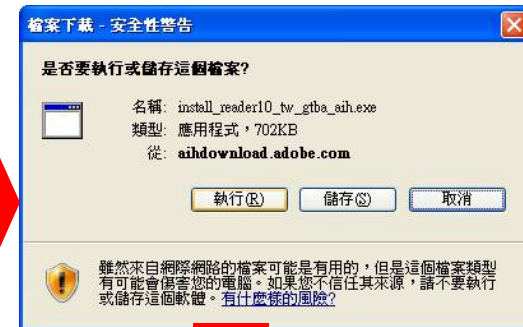 檔案下載 - 安全性警告
是否要執行或儲存這個檔案?
名稱: install_reader10_tw_gtba_aih.exe
類型: 應用程式，702KB
從: aihdownload.adobe.com
執行(R) 儲存(S) 取消
雖然來自網際網路的檔案可能是有用的，但是這個檔案類型
有可能會傷害您的電腦。如果您不信任其來源，請不要執行
或儲存這個軟體。有什麼樣的風險?